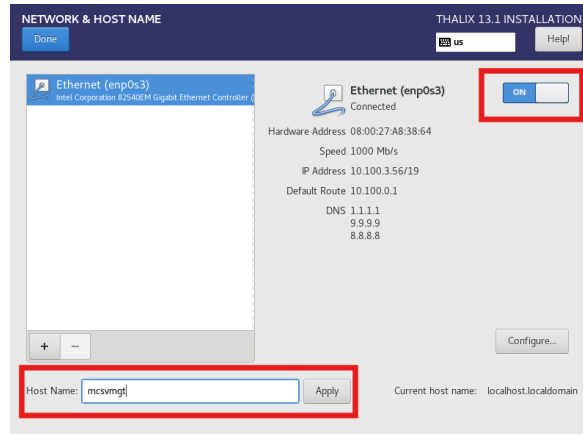 NETWORK & HOST NAME
THALIX 13.1 INSTALLATION
Done
us
Help!
Ethernet (enp0s3)
Intel Corporation 82540EM Gigabit Ethernet Controller (
Ethernet (enp0s3)
Connected
ON
Hardware Address 08:00:27:A8:38:64
Speed 1000 Mb/s
IP Address 10.100.3.56/19
Default Route 10.100.0.1
DNS 1.1.1.1
9.9.9.9
8.8.8.8
+ −
Configure...
Host Name: mcsvmgt Apply Current host name: localhost.localdomain